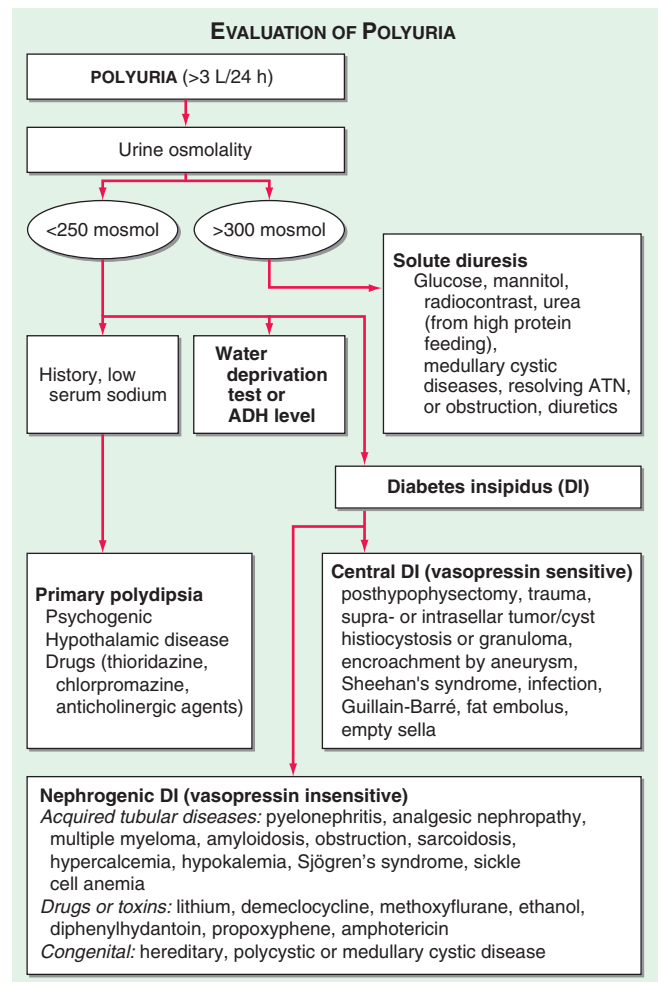 EVALUATION OF POLYURIA
POLYURIA (>3 L/24 h)
Urine osmolality
<250 mosmol
>300 mosmol
Solute diuresis
Glucose, mannitol,
radiocontrast, urea
(from high protein
feeding),
medullary cystic
diseases, resolving ATN,
or obstruction, diuretics
History, low
serum sodium
Water
deprivation
test or
ADH level
Diabetes insipidus (DI)
Primary polydipsia
Psychogenic
Hypothalamic disease
Drugs (thioridazine,
chlorpromazine,
anticholinergic agents)
Central DI (vasopressin sensitive)
posthypophysectomy, trauma,
supra- or intrasellar tumor/cyst
histiocystosis or granuloma,
encroachment by aneurysm,
Sheehan's syndrome, infection,
Guillain-Barré, fat embolus,
empty sella
Nephrogenic DI (vasopressin insensitive)
Acquired tubular diseases: pyelonephritis, analgesic nephropathy,
multiple myeloma, amyloidosis, obstruction, sarcoidosis,
hypercalcemia, hypokalemia, Sjögren’s syndrome, sickle
cell anemia
Drugs or toxins: lithium, demeclocycline, methoxyflurane, ethanol,
diphenylhydantoin, propoxyphene, amphotericin
Congenital: hereditary, polycystic or medullary cystic disease